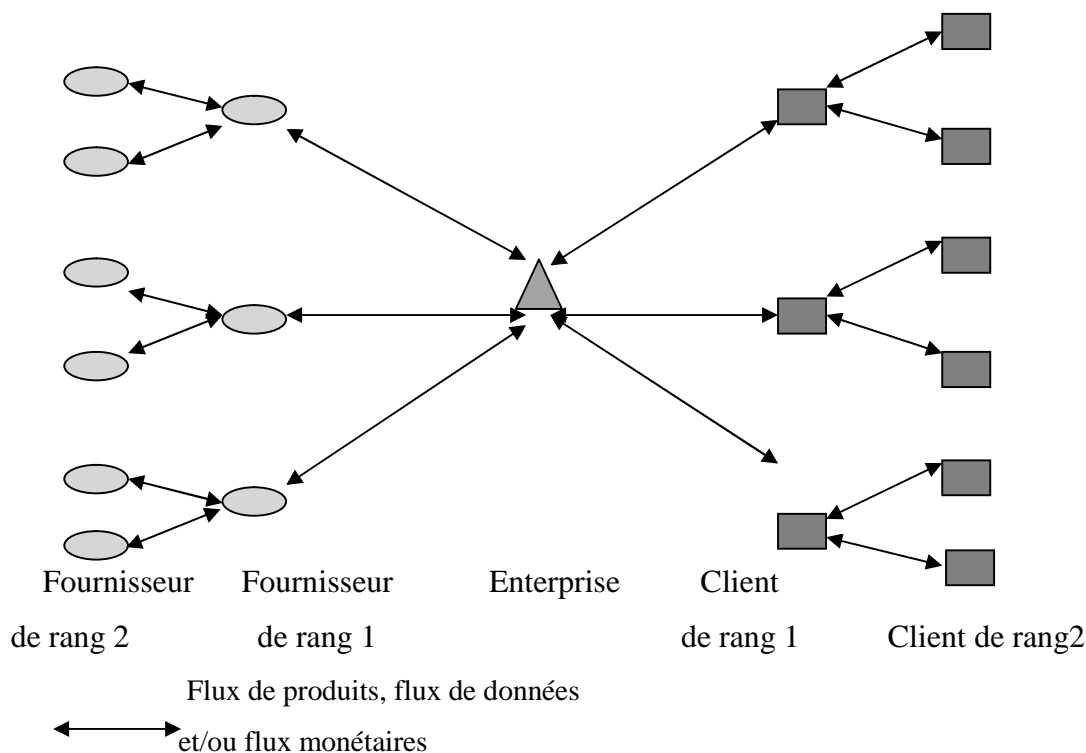 Fournisseur Fournisseur Enterprise Client
de rang 2 de rang 1 de rang 1 Client de rang2
Flux de produits, flux de données
et/ou flux monétaires